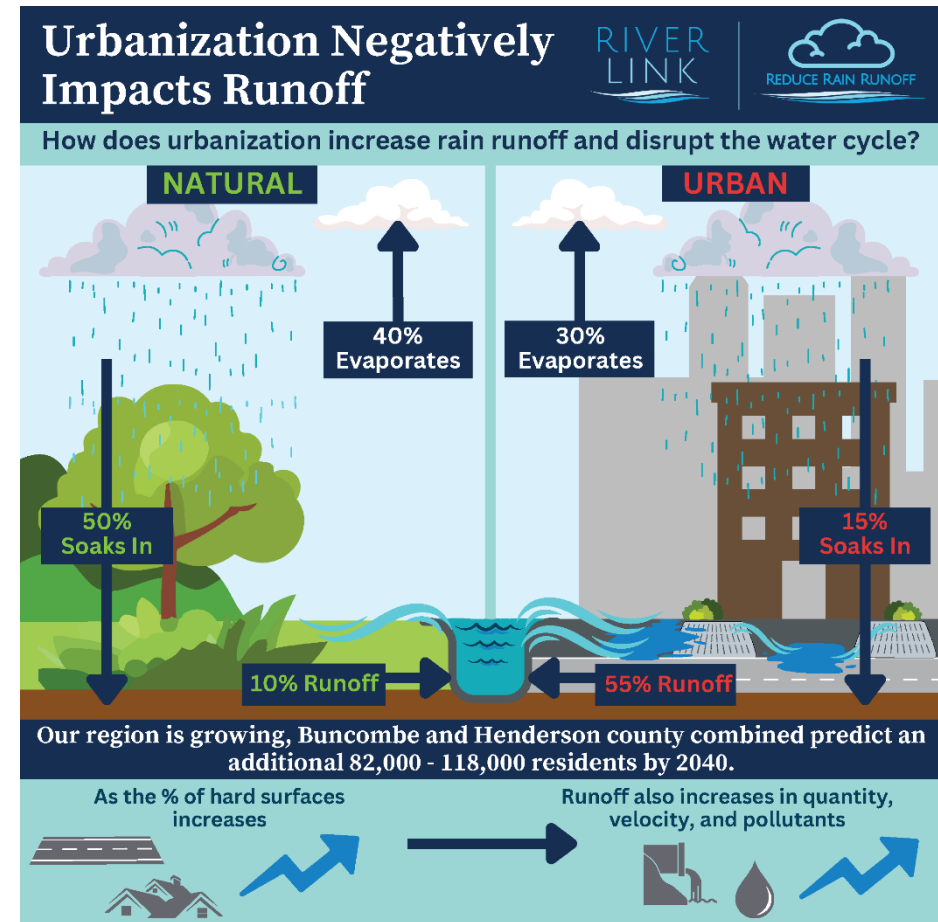 Urbanization Negatively
Impacts Runoff
RIVER
LINK
REDUCE RAIN RUNOFF
How does urbanization increase rain runoff and disrupt the water cycle?
NATURAL
URBAN
40%
Evaporates
30%
Evaporates
50%
Soaks In
15%
Soaks In
10% Runoff
55% Runoff
Our region is growing, Buncombe and Henderson county combined predict an
additional 82,000 - 118,000 residents by 2040.
As the % of hard surfaces
increases
Runoff also increases in quantity,
velocity, and pollutants